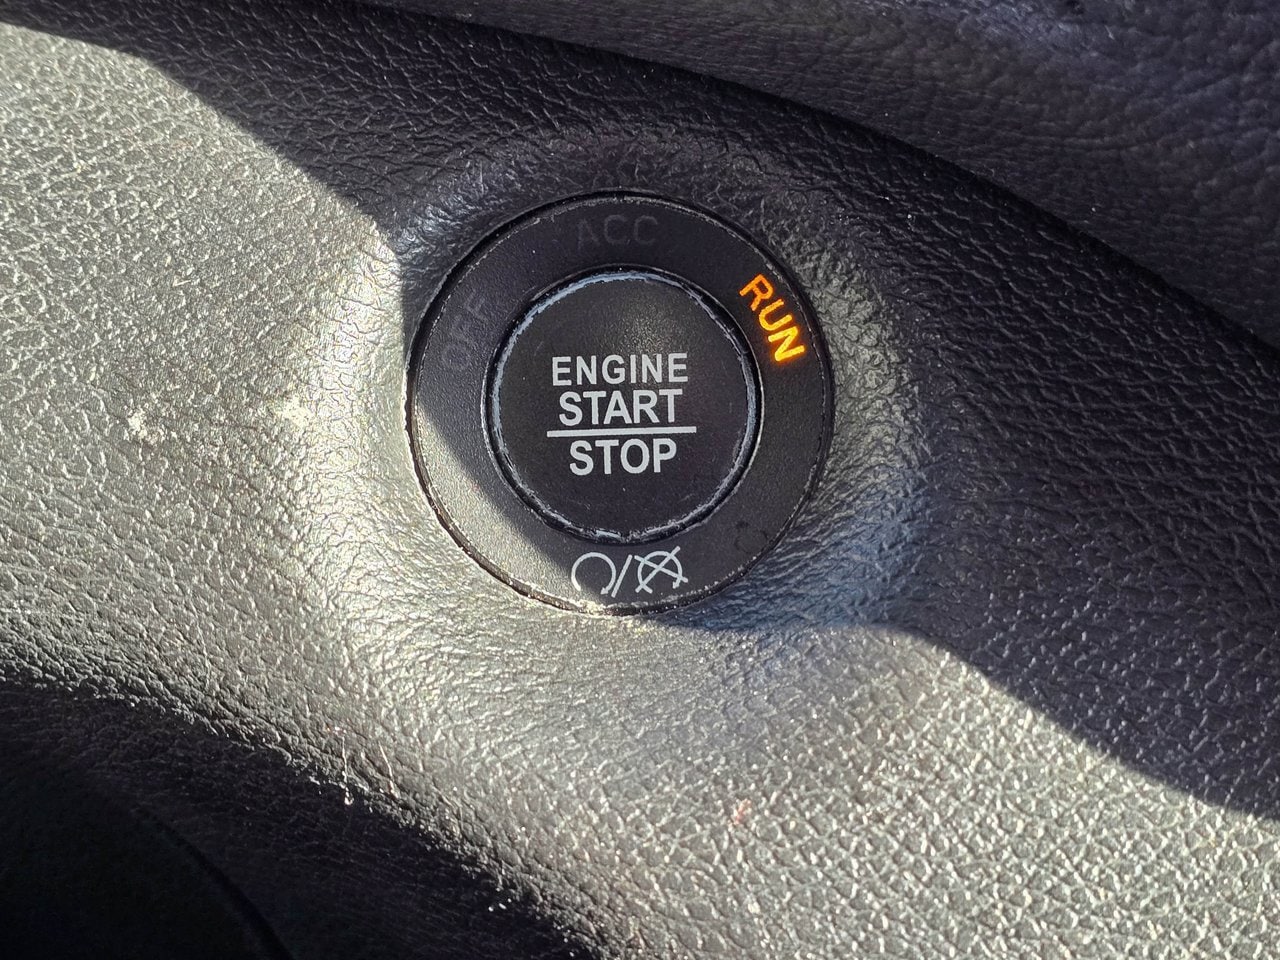 ACC
OFF
RUN
ENGINE
START
STOP